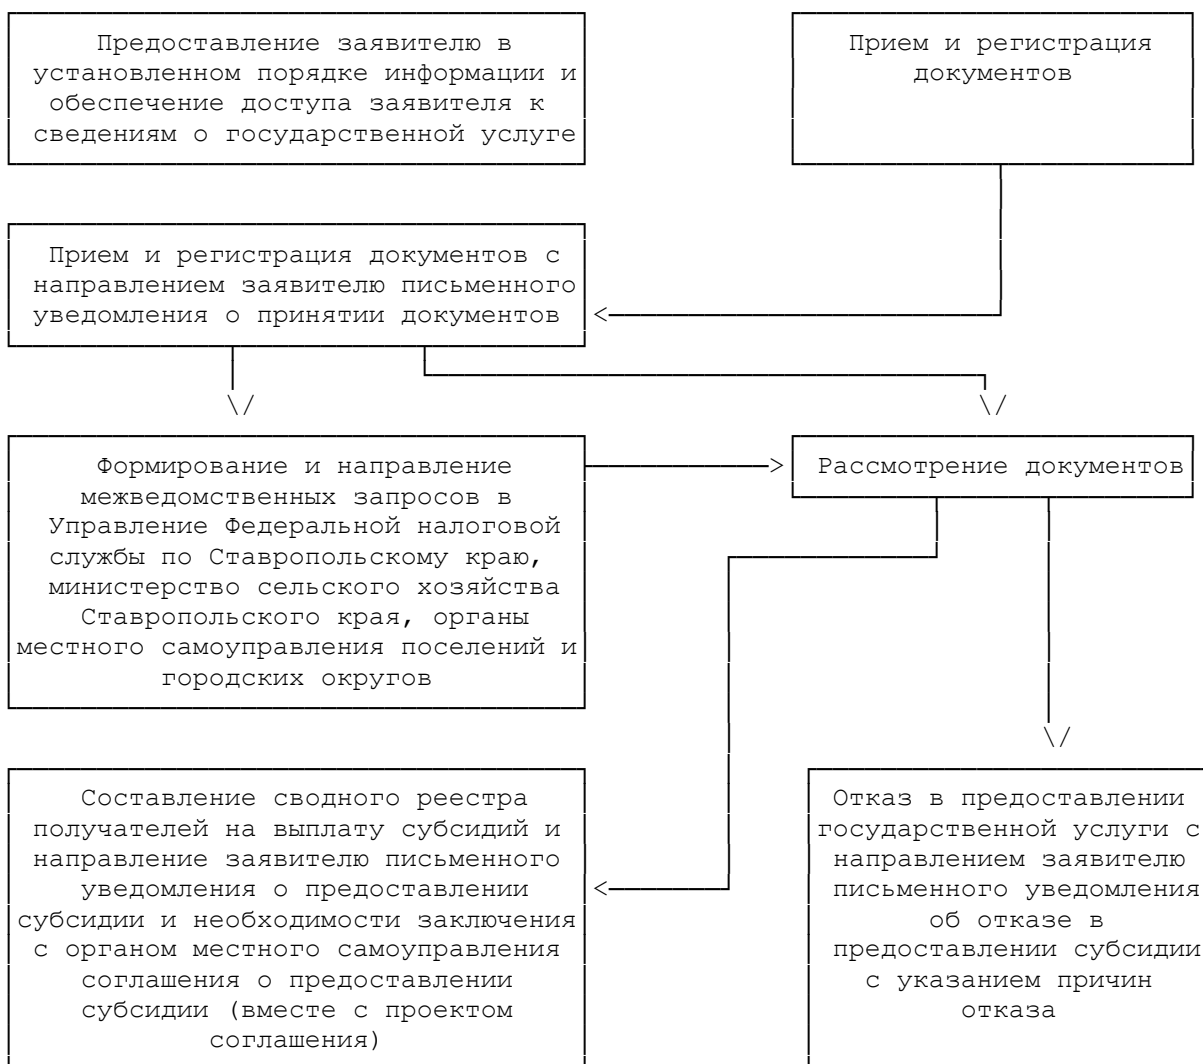 Предоставление заявителю в
установленном порядке информации и
обеспечение доступа заявителя к
сведениям о государственной услуге
Прием и регистрация
документов
Прием и регистрация документов с
направлением заявителю письменного
уведомления о принятии документов
Формирование и направление
межведомственных запросов в
Управление Федеральной налоговой
службы по Ставропольскому краю,
министерство сельского хозяйства
Ставропольского края, органы
местного самоуправления поселений и
городских округов
Рассмотрение документов
Составление сводного реестра
получателей на выплату субсидий и
направление заявителю письменного
уведомления о предоставлении
субсидии и необходимости заключения
с органом местного самоуправления
соглашения о предоставлении
субсидии (вместе с проектом
соглашения)
Отказ в предоставлении
государственной услуги с
направлением заявителю
письменного уведомления
об отказе в
предоставлении субсидии
с указанием причин
отказа